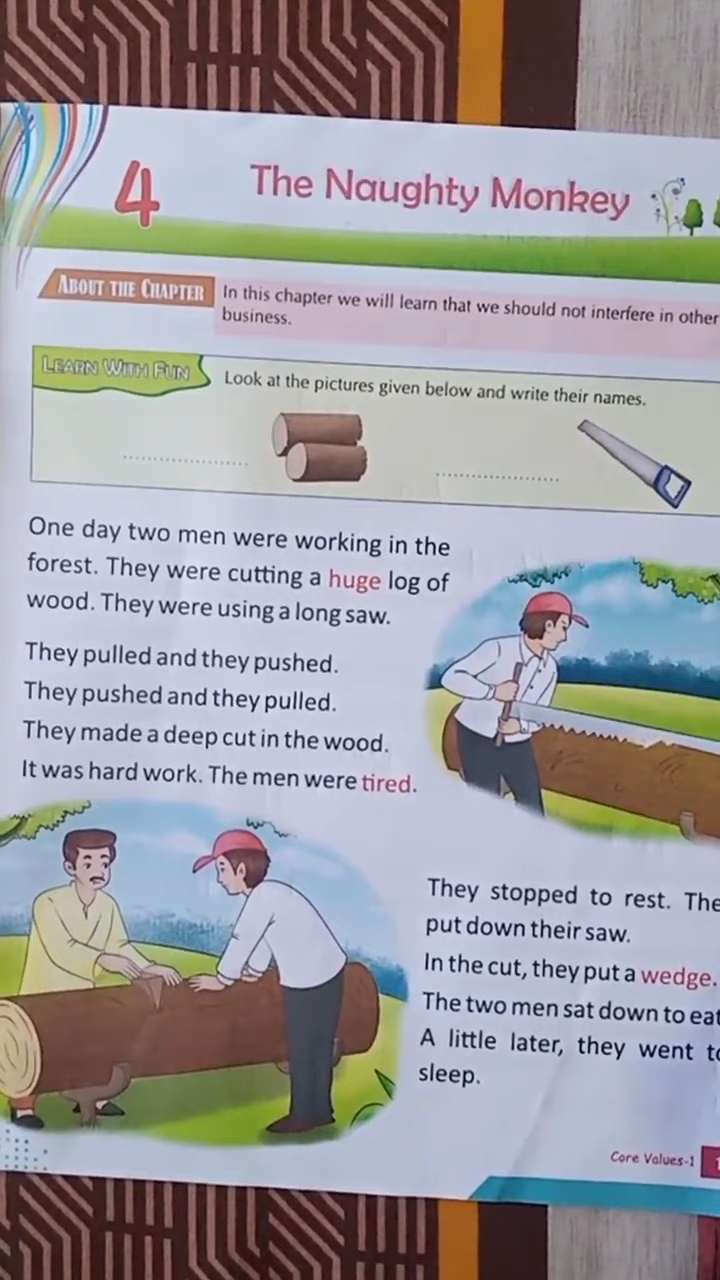 4
The Naughty Monkey
ABOUT THE CHAPTER
In this chapter we will learn that we should not interfere in other
business.
LEARN WITH FUN
Look at the pictures given below and write their names.
One day two men were working in the
forest. They were cutting a huge log of
wood. They were using a long saw.
They pulled and they pushed.
They pushed and they pulled.
They made a deep cut in the wood.
It was hard work. The men were tired.
They stopped to rest. The
put down their saw.
In the cut, they put a wedge.
The two men sat down to eat
A little later, they went to
sleep.
Core Values-1